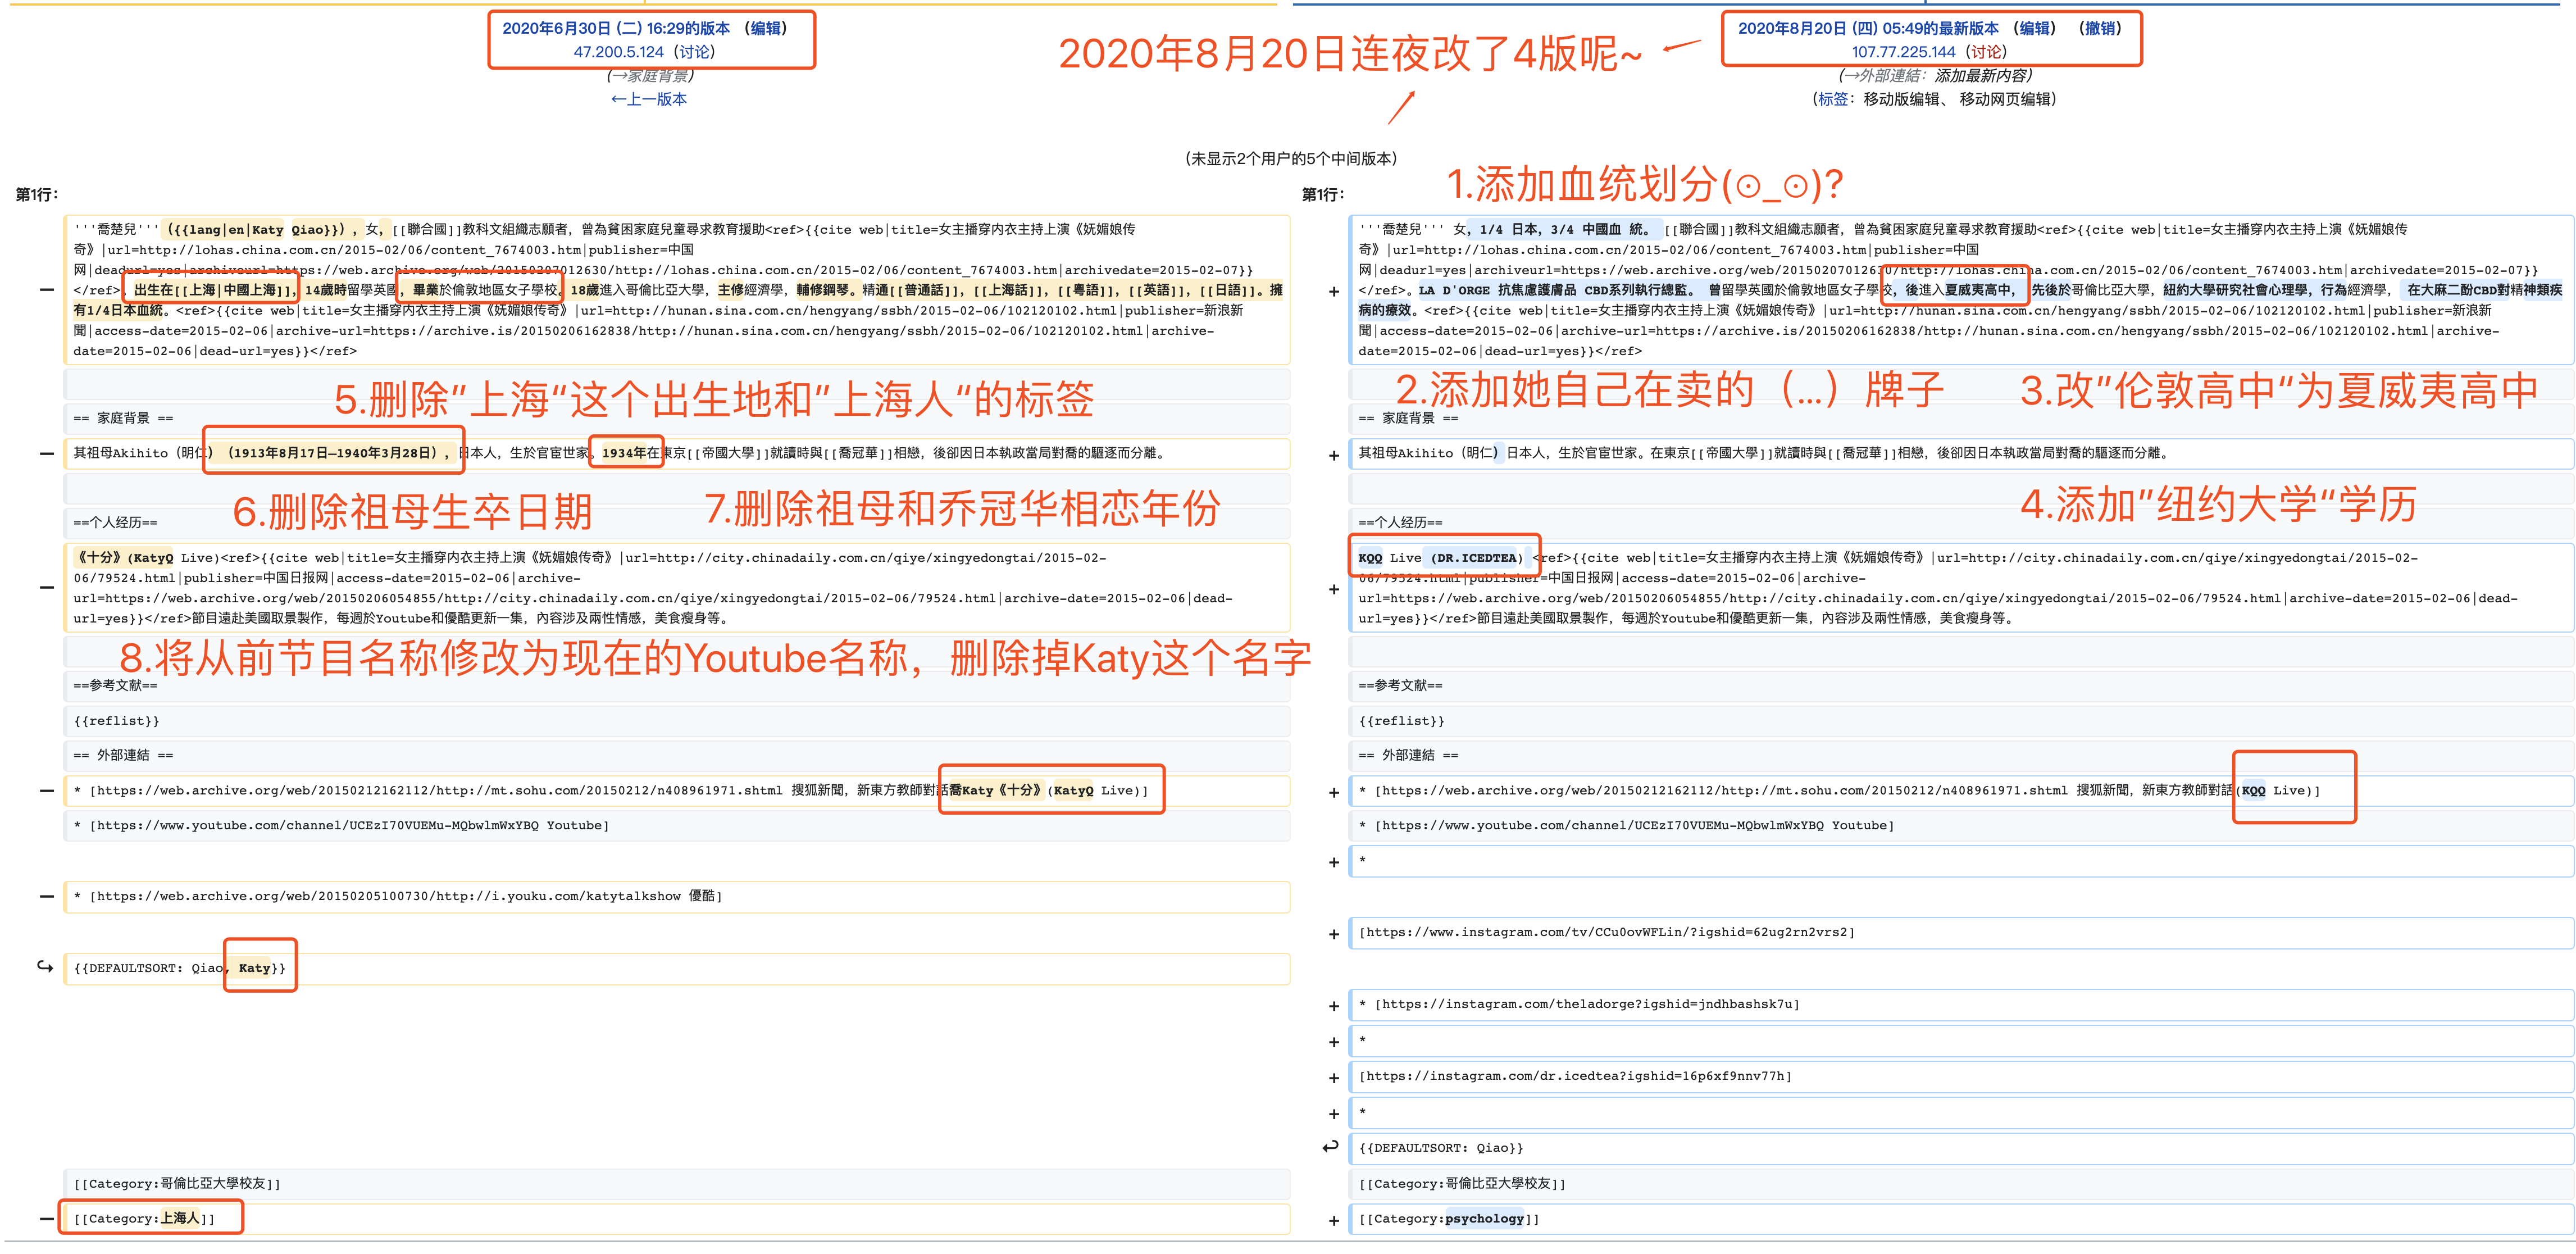 2020年6月30日 (二) 16:29的版本 （编辑）
47.200.5.124（讨论）
（→家庭背景）
←上一版本
2020年8月20日连夜改了4版呢~
2020年8月20日 (四) 05:49的最新版本 （编辑） （撤销）
107.77.225.144（讨论）
（→外部連結：添加最新内容）
（标签：移动版编辑、 移动网页编辑）
（未显示2个用户的5个中间版本）
第1行：
'''喬楚兒'''（{{lang|en|Katy Qiao}}），女，[[聯合國]]教科文組織志願者，曾為貧困家庭兒童尋求教育援助<ref>{{cite web|title=女主播穿内衣主持上演《妩媚娘传
奇》|url=http://lohas.china.com.cn/2015-02/06/content_7674003.htm|publisher=中国
网|deadurl=yes|archiveurl=https://web.archive.org/web/20150207012630/http://lohas.china.com.cn/2015-02/06/content_7674003.htm|archivedate=2015-02-07}}
</ref>。出生在[[上海|中國上海]]，14歲時留學英國，畢業於倫敦地區女子學校。18歲進入哥倫比亞大學，主修經濟學，輔修鋼琴。精通[[普通話]]，[[上海話]]，[[粵語]]，[[英語]]，[[日語]]。擁
有1/4日本血統。<ref>{{cite web|title=女主播穿内衣主持上演《妩媚娘传奇》|url=http://hunan.sina.com.cn/hengyang/ssbh/2015-02-06/102120102.html|publisher=新浪新
聞|access-date=2015-02-06|archive-url=https://archive.is/20150206162838/http://hunan.sina.com.cn/hengyang/ssbh/2015-02-06/102120102.html|archive-
date=2015-02-06|dead-url=yes}}</ref>
5.删除”上海“这个出生地和”上海人“的标签
== 家庭背景 ==
其祖母Akihito（明仁）（1913年8月17日—1940年3月28日），日本人，生於官宦世家。1934年在東京[[帝國大學]]就讀時與[[喬冠華]]相戀，後卻因日本執政當局對喬的驅逐而分離。
6.删除祖母生卒日期
7.删除祖母和乔冠华相恋年份
==个人经历==
《十分》(KatyQ Live)<ref>{{cite web|title=女主播穿内衣主持上演《妩媚娘传奇》|url=http://city.chinadaily.com.cn/qiye/xingyedongtai/2015-02-
06/79524.html|publisher=中国日报网|access-date=2015-02-06|archive-
url=https://web.archive.org/web/20150206054855/http://city.chinadaily.com.cn/qiye/xingyedongtai/2015-02-06/79524.html|archive-date=2015-02-06|dead-
url=yes}}</ref>節目遠赴美國取景製作，每週於Youtube和優酷更新一集，內容涉及兩性情感，美食瘦身等。
8.将从前节目名称修改为现在的Youtube名称，删除掉Katy这个名字
==参考文献==
{{reflist}}
== 外部連結 ==
* [https://web.archive.org/web/20150212162112/http://mt.sohu.com/20150212/n408961971.shtml 搜狐新聞，新東方教師對話喬Katy《十分》(KatyQ Live)]
* [https://www.youtube.com/channel/UCEzI70VUEMu-MQbwlmWxYBQ Youtube]
* [https://web.archive.org/web/20150205100730/http://i.youku.com/katytalkshow 優酷]
{{DEFAULTSORT: Qiao, Katy}}
[[Category:哥倫比亞大學校友]]
[[Category:上海人]]
1.添加血统划分(⊙_⊙)?
第1行：
'''喬楚兒''' 女，1/4 日本，3/4 中國血 統。 [[聯合國]]教科文組織志願者，曾為貧困家庭兒童尋求教育援助<ref>{{cite web|title=女主播穿内衣主持上演《妩媚娘传
奇》|url=http://lohas.china.com.cn/2015-02/06/content_7674003.htm|publisher=中国
网|deadurl=yes|archiveurl=https://web.archive.org/web/20150207012630/http://lohas.china.com.cn/2015-02/06/content_7674003.htm|archivedate=2015-02-07}}
</ref>。LA D'ORGE 抗焦慮護膚品 CBD系列執行總監。 曾留學英國於倫敦地區女子學校，後進入夏威夷高中， 先後於哥倫比亞大學，紐約大學研究社會心理學，行為經濟學， 在大麻二酚CBD對精神類疾
病的療效。<ref>{{cite web|title=女主播穿内衣主持上演《妩媚娘传奇》|url=http://hunan.sina.com.cn/hengyang/ssbh/2015-02-06/102120102.html|publisher=新浪新
聞|access-date=2015-02-06|archive-url=https://archive.is/20150206162838/http://hunan.sina.com.cn/hengyang/ssbh/2015-02-06/102120102.html|archive-
date=2015-02-06|dead-url=yes}}</ref>
2.添加她自己在卖的（...）牌子
3.改”伦敦高中“为夏威夷高中
== 家庭背景 ==
其祖母Akihito（明仁）日本人，生於官宦世家。在東京[[帝國大學]]就讀時與[[喬冠華]]相戀，後卻因日本執政當局對喬的驅逐而分離。
4.添加”纽约大学“学历
==个人经历==
KQQ Live (DR.ICEDTEA) <ref>{{cite web|title=女主播穿内衣主持上演《妩媚娘传奇》|url=http://city.chinadaily.com.cn/qiye/xingyedongtai/2015-02-
06/79524.html|publisher=中国日报网|access-date=2015-02-06|archive-
url=https://web.archive.org/web/20150206054855/http://city.chinadaily.com.cn/qiye/xingyedongtai/2015-02-06/79524.html|archive-date=2015-02-06|dead-
url=yes}}</ref>節目遠赴美國取景製作，每週於Youtube和優酷更新一集，內容涉及兩性情感，美食瘦身等。
==参考文献==
{{reflist}}
== 外部連結 ==
* [https://web.archive.org/web/20150212162112/http://mt.sohu.com/20150212/n408961971.shtml 搜狐新聞，新東方教師對話(KQQ Live)]
* [https://www.youtube.com/channel/UCEzI70VUEMu-MQbwlmWxYBQ Youtube]
*
[https://www.instagram.com/tv/CCu0ovWFLin/?igshid=62ug2rn2vrs2]
* [https://instagram.com/theladorge?igshid=jndhbashsk7u]
*
[https://instagram.com/dr.icedtea?igshid=16p6xf9nnv77h]
*
{{DEFAULTSORT: Qiao}}
[[Category:哥倫比亞大學校友]]
[[Category:psychology]]